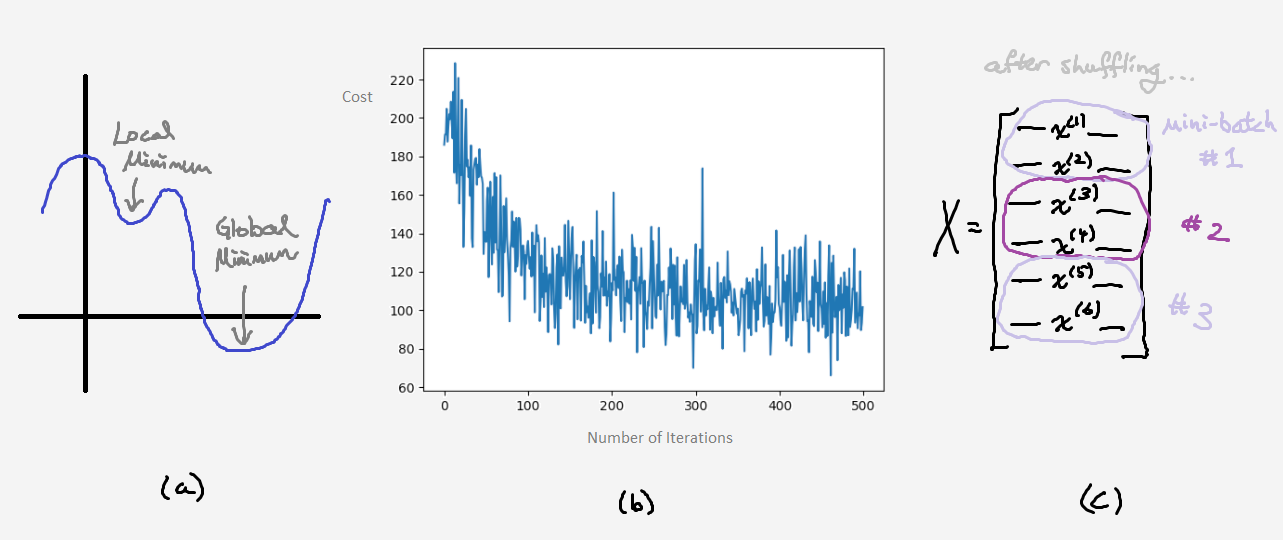 Local
Minimum
Global
Minimum
(a)
Cost
220
200
180
160
140
120
100
80
60
0 100 200 300 400 500
Number of Iterations
(b)
after shuffling...
X =
x(1)
x(2)
x(3)
x(4)
x(5)
x(6)
mini-batch
#1
#2
#3
(c)